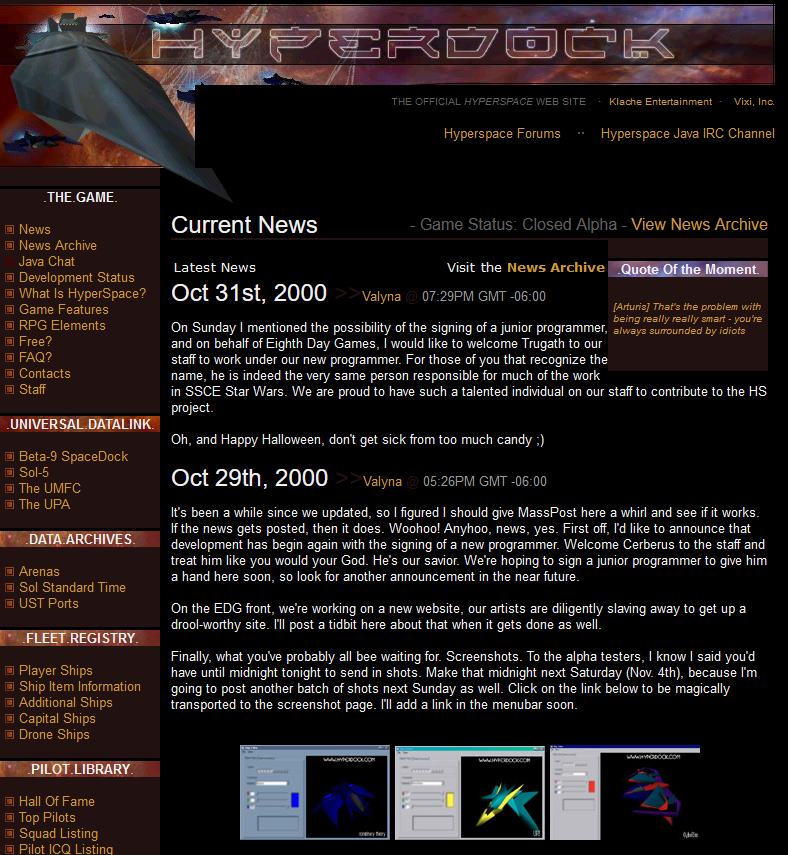 HYPERDOCK
THE OFFICIAL HYPERSPACE WEB SITE · Klache Entertainment · Vixi, Inc.
Hyperspace Forums ·· Hyperspace Java IRC Channel
.THE.GAME.
News
News Archive
Java Chat
Development Status
What Is HyperSpace?
Game Features
RPG Elements
Free?
FAQ?
Contacts
Staff
.UNIVERSAL.DATALINK.
Beta-9 SpaceDock
Sol-5
The UMFC
The UPA
.DATA.ARCHIVES.
Arenas
Sol Standard Time
UST Ports
.FLEET.REGISTRY.
Player Ships
Ship Item Information
Additional Ships
Capital Ships
Drone Ships
.PILOT.LIBRARY.
Hall Of Fame
Top Pilots
Squad Listing
Pilot ICQ Listing
Current News - Game Status: Closed Alpha - View News Archive
Latest News Visit the News Archive
Oct 31st, 2000 >>Valyna @ 07:29PM GMT -06:00
On Sunday I mentioned the possibility of the signing of a junior programmer,
and on behalf of Eighth Day Games, I would like to welcome Trugath to our
staff to work under our new programmer. For those of you that recognize the
name, he is indeed the very same person responsible for much of the work
in SSCE Star Wars. We are proud to have such a talented individual on our staff to contribute to the HS
project.
Oh, and Happy Halloween, don't get sick from too much candy ;)
.Quote Of the Moment.
[Arturis] That's the problem with
being really really smart - you're
always surrounded by idiots
Oct 29th, 2000 >>Valyna @ 05:26PM GMT -06:00
It's been a while since we updated, so I figured I should give MassPost here a whirl and see if it works.
If the news gets posted, then it does. Woohoo! Anyhoo, news, yes. First off, I'd like to announce that
development has begin again with the signing of a new programmer. Welcome Cerberus to the staff and
treat him like you would your God. He's our savior. We're hoping to sign a junior programmer to give him
a hand here soon, so look for another announcement in the near future.
On the EDG front, we're working on a new website, our artists are diligently slaving away to get up a
drool-worthy site. I'll post a tidbit here about that when it gets done as well.
Finally, what you've probably all bee waiting for. Screenshots. To the alpha testers, I know I said you'd
have until midnight tonight to send in shots. Make that midnight next Saturday (Nov. 4th), because I'm
going to post another batch of shots next Sunday as well. Click on the link below to be magically
transported to the screenshot page. I'll add a link in the menubar soon.
WWW.HYPERDOCK.COM
WWW.HYPERDOCK.COM
WWW.HYPERDOCK.COM